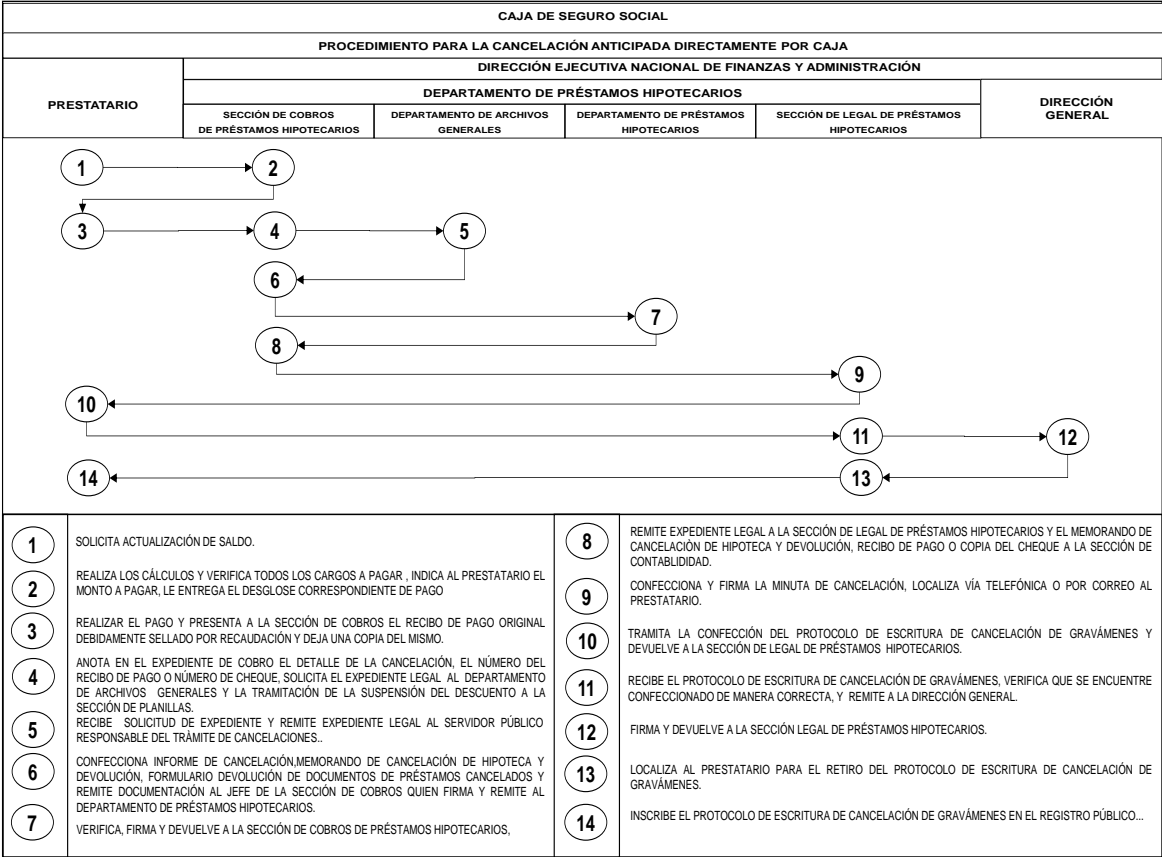 CAJA DE SEGURO SOCIAL
PROCEDIMIENTO PARA LA CANCELACIÓN ANTICIPADA DIRECTAMENTE POR CAJA
PRESTATARIO
DIRECCIÓN EJECUTIVA NACIONAL DE FINANZAS Y ADMINISTRACIÓN
DEPARTAMENTO DE PRÉSTAMOS HIPOTECARIOS
SECCIÓN DE COBROS
DE PRÉSTAMOS HIPOTECARIOS
DEPARTAMENTO DE ARCHIVOS
GENERALES
DEPARTAMENTO DE PRÉSTAMOS
HIPOTECARIOS
SECCIÓN DE LEGAL DE PRÉSTAMOS
HIPOTECARIOS
DIRECCIÓN
GENERAL
1
2
3
4
5
6
7
8
9
10
11
12
14
13
1
SOLICITA ACTUALIZACIÓN DE SALDO.
2
REALIZA LOS CÁLCULOS Y VERIFICA TODOS LOS CARGOS A PAGAR , INDICA AL PRESTATARIO EL
MONTO A PAGAR, LE ENTREGA EL DESGLOSE CORRESPONDIENTE DE PAGO
3
REALIZAR EL PAGO Y PRESENTA A LA SECCIÓN DE COBROS EL RECIBO DE PAGO ORIGINAL
DEBIDAMENTE SELLADO POR RECAUDACIÓN Y DEJA UNA COPIA DEL MISMO.
4
ANOTA EN EL EXPEDIENTE DE COBRO EL DETALLE DE LA CANCELACIÓN, EL NÚMERO DEL
RECIBO DE PAGO O NÚMERO DE CHEQUE, SOLICITA EL EXPEDIENTE LEGAL AL DEPARTAMENTO
DE ARCHIVOS GENERALES Y LA TRAMITACIÓN DE LA SUSPENSIÓN DEL DESCUENTO A LA
SECCIÓN DE PLANILLAS.
5
RECIBE SOLICITUD DE EXPEDIENTE Y REMITE EXPEDIENTE LEGAL AL SERVIDOR PÚBLICO
RESPONSABLE DEL TRÀMITE DE CANCELACIONES..
6
CONFECCIONA INFORME DE CANCELACIÓN,MEMORANDO DE CANCELACIÓN DE HIPOTECA Y
DEVOLUCIÓN, FORMULARIO DEVOLUCIÓN DE DOCUMENTOS DE PRÉSTAMOS CANCELADOS Y
REMITE DOCUMENTACIÓN AL JEFE DE LA SECCIÓN DE COBROS QUIEN FIRMA Y REMITE AL
DEPARTAMENTO DE PRÉSTAMOS HIPOTECARIOS.
7
VERIFICA, FIRMA Y DEVUELVE A LA SECCIÓN DE COBROS DE PRÉSTAMOS HIPOTECARIOS,
8
REMITE EXPEDIENTE LEGAL A LA SECCIÓN DE LEGAL DE PRÉSTAMOS HIPOTECARIOS Y EL MEMORANDO DE
CANCELACIÓN DE HIPOTECA Y DEVOLUCIÓN, RECIBO DE PAGO O COPIA DEL CHEQUE A LA SECCIÓN DE
CONTABLIDIDAD.
9
CONFECCIONA Y FIRMA LA MINUTA DE CANCELACIÓN, LOCALIZA VÍA TELEFÓNICA O POR CORREO AL
PRESTATARIO.
10
TRAMITA LA CONFECCIÓN DEL PROTOCOLO DE ESCRITURA DE CANCELACIÓN DE GRAVÁMENES Y
DEVUELVE A LA SECCIÓN DE LEGAL DE PRÉSTAMOS HIPOTECARIOS.
11
RECIBE EL PROTOCOLO DE ESCRITURA DE CANCELACIÓN DE GRAVÁMENES, VERIFICA QUE SE ENCUENTRE
CONFECCIONADO DE MANERA CORRECTA, Y REMITE A LA DIRECCIÓN GENERAL.
12
FIRMA Y DEVUELVE A LA SECCIÓN LEGAL DE PRÉSTAMOS HIPOTECARIOS.
13
LOCALIZA AL PRESTATARIO PARA EL RETIRO DEL PROTOCOLO DE ESCRITURA DE CANCELACIÓN DE
GRAVÁMENES.
14
INSCRIBE EL PROTOCOLO DE ESCRITURA DE CANCELACIÓN DE GRAVÁMENES EN EL REGISTRO PÚBLICO...